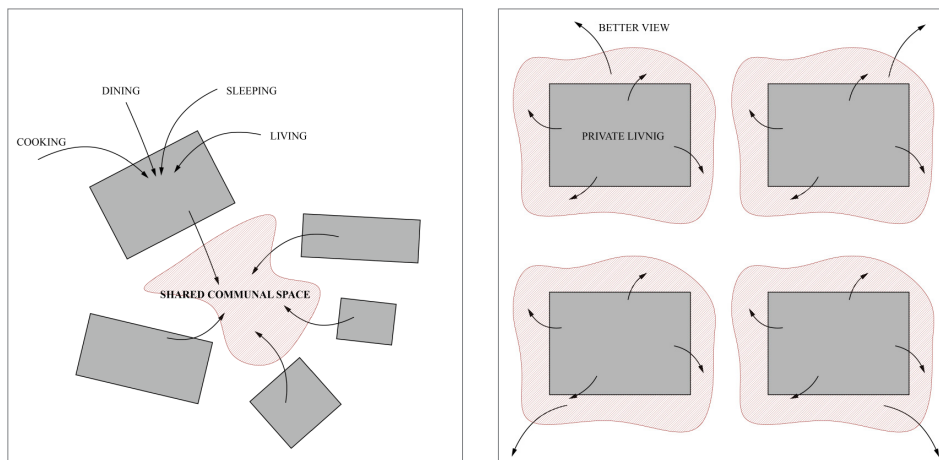 DINING
SLEEPING
COOKING
LIVING
SHARED COMMUNAL SPACE
BETTER VIEW
PRIVATE LIVNIG